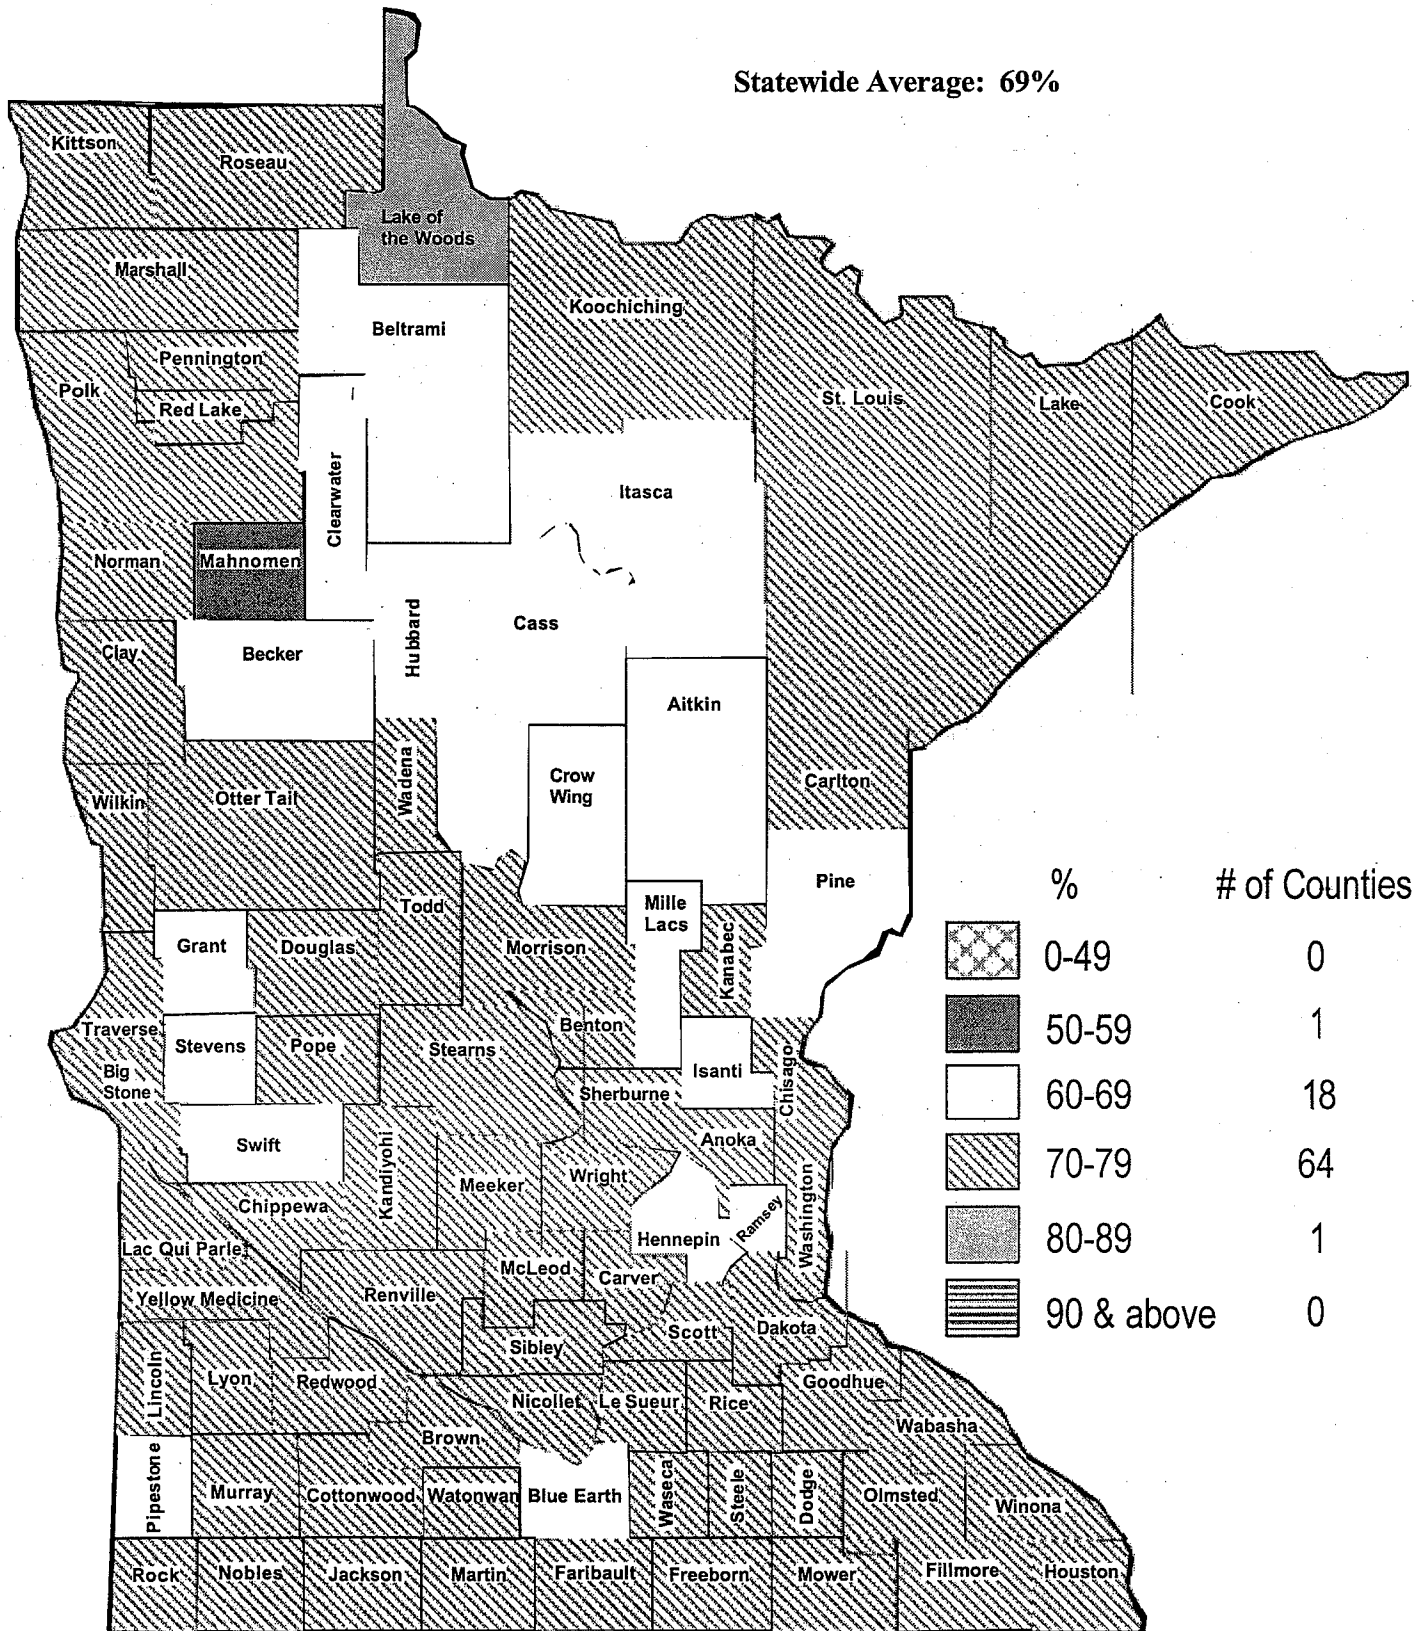 Statewide Average: 69%
Kittson
Roseau
Lake of
the Woods
Marshall
Koochiching
Beltrami
Pennington
Polk
Red Lake
St. Louis
Lake
Cook
Clearwater
Itasca
Norman
Mahnomen
Hubbard
Cass
Clay
Becker
Aitkin
Wadena
Crow
Wing
Carlton
Wilkin
Otter Tail
Pine
Todd
Mille
Lacs
Grant
Douglas
Morrison
Kanabec
Traverse
Stevens
Pope
Stearns
Benton
Isanti
Big
Stone
Sherburne
Chisago
Swift
Anoka
Kandiyohi
Meeker
Wright
Chippewa
Hennepin
Ramsey
Washington
Lac Qui Parle
McLeod
Carver
Yellow Medicine
Renville
Scott
Dakota
Sibley
Lincoln
Lyon
Redwood
Nicollet
Le Sueur
Rice
Goodhue
Brown
Wabasha
Pipestone
Murray
Cottonwood
Watonwan
Blue Earth
Waseca
Steele
Dodge
Olmsted
Winona
Rock
Nobles
Jackson
Martin
Faribault
Freeborn
Mower
Fillmore
Houston
% # of Counties
0-49 0
50-59 1
60-69 18
70-79 64
80-89 1
90 & above 0